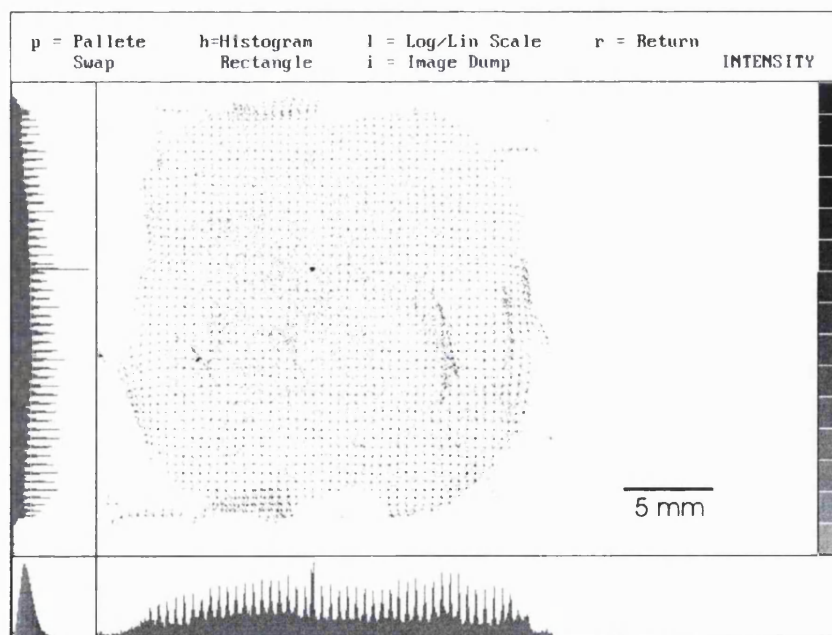 p = Pallete h=Histogram l = Log/Lin Scale r = Return
Swap Rectangle i = Image Dump INTENSITY
5 mm